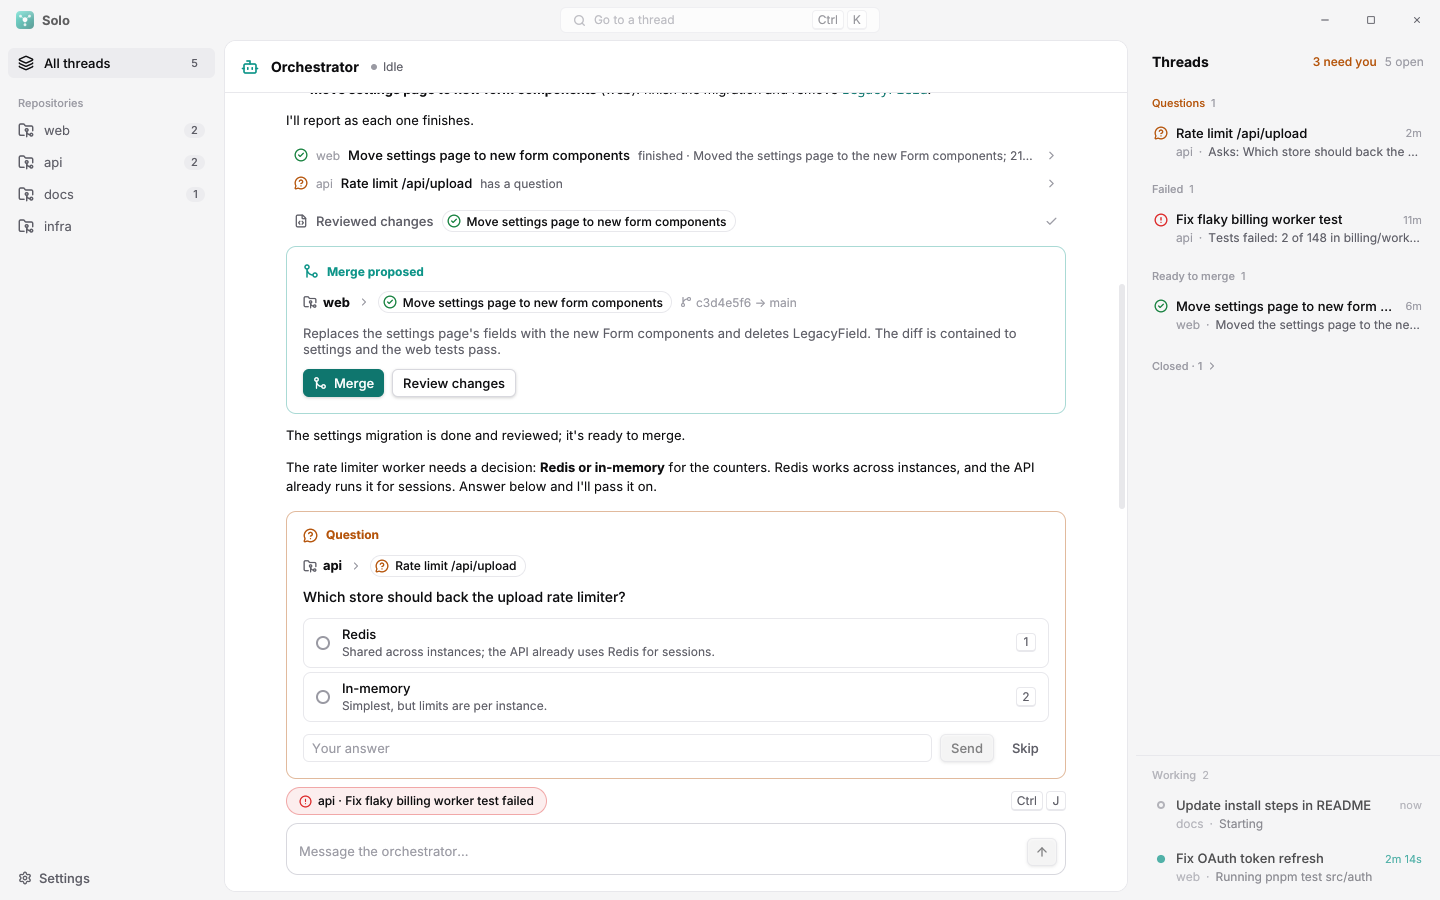 Solo
Go to a thread
Ctrl K
All threads 5
Repositories
web 2
api 2
docs 1
infra
Settings
Orchestrator Idle
I'll report as each one finishes.
web Move settings page to new form components finished · Moved the settings page to the new Form components; 21...
api Rate limit /api/upload has a question
Reviewed changes Move settings page to new form components
Merge proposed
web Move settings page to new form components c3d4e5f6 → main
Replaces the settings page's fields with the new Form components and deletes LegacyField. The diff is contained to
settings and the web tests pass.
Merge Review changes
The settings migration is done and reviewed; it's ready to merge.
The rate limiter worker needs a decision: Redis or in-memory for the counters. Redis works across instances, and the API
already runs it for sessions. Answer below and I'll pass it on.
Question
api Rate limit /api/upload
Which store should back the upload rate limiter?
Redis
Shared across instances; the API already uses Redis for sessions.
1
In-memory
Simplest, but limits are per instance.
2
Your answer
Send Skip
api · Fix flaky billing worker test failed
Ctrl J
Message the orchestrator...
Threads 3 need you 5 open
Questions 1
Rate limit /api/upload 2m
api · Asks: Which store should back the ...
Failed 1
Fix flaky billing worker test 11m
api · Tests failed: 2 of 148 in billing/work...
Ready to merge 1
Move settings page to new form ... 6m
web · Moved the settings page to the ne...
Closed · 1
Working 2
Update install steps in README now
docs · Starting
Fix OAuth token refresh 2m 14s
web · Running pnpm test src/auth